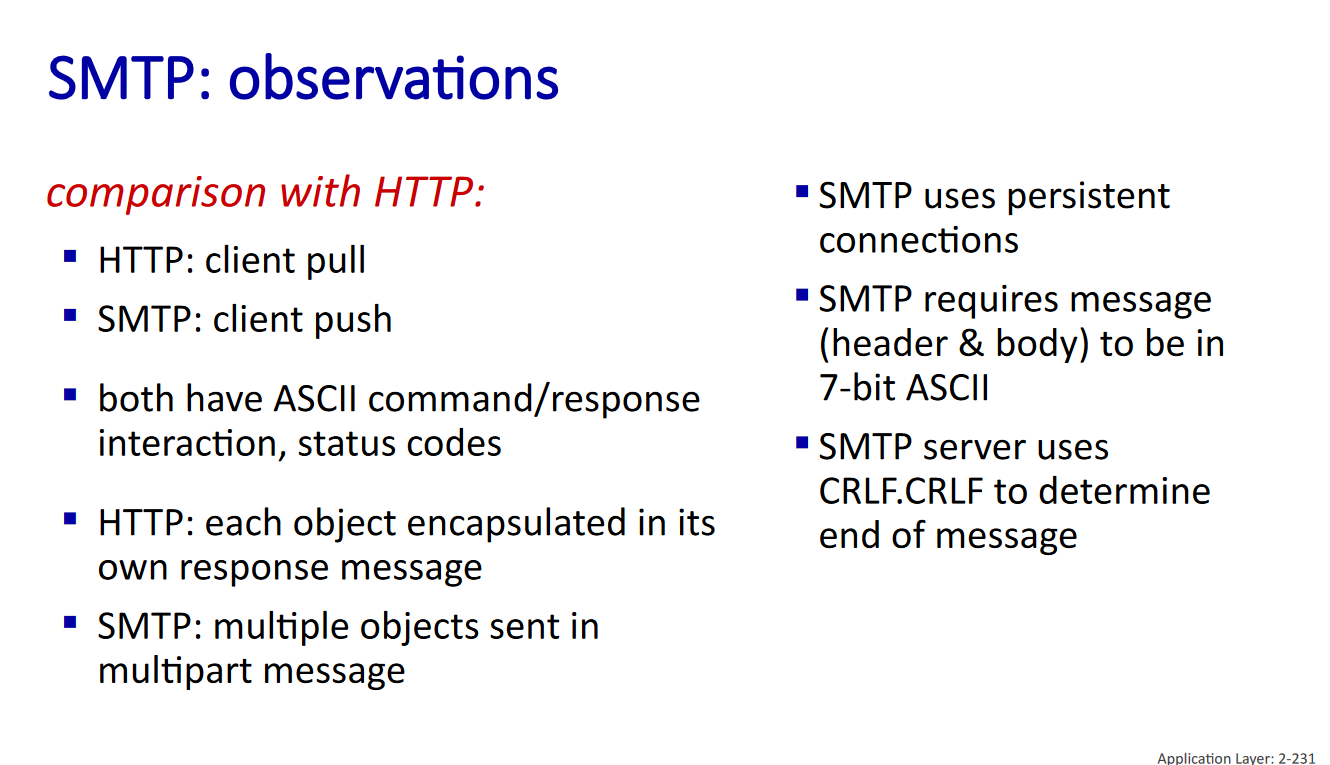 SMTP: observations
comparison with HTTP:
▪ HTTP: client pull
▪ SMTP: client push
▪ both have ASCII command/response
interaction, status codes
▪ HTTP: each object encapsulated in its
own response message
▪ SMTP: multiple objects sent in
multipart message
▪ SMTP uses persistent
connections
▪ SMTP requires message
(header & body) to be in
7-bit ASCII
▪ SMTP server uses
CRLF.CRLF to determine
end of message
Application Layer: 2-231